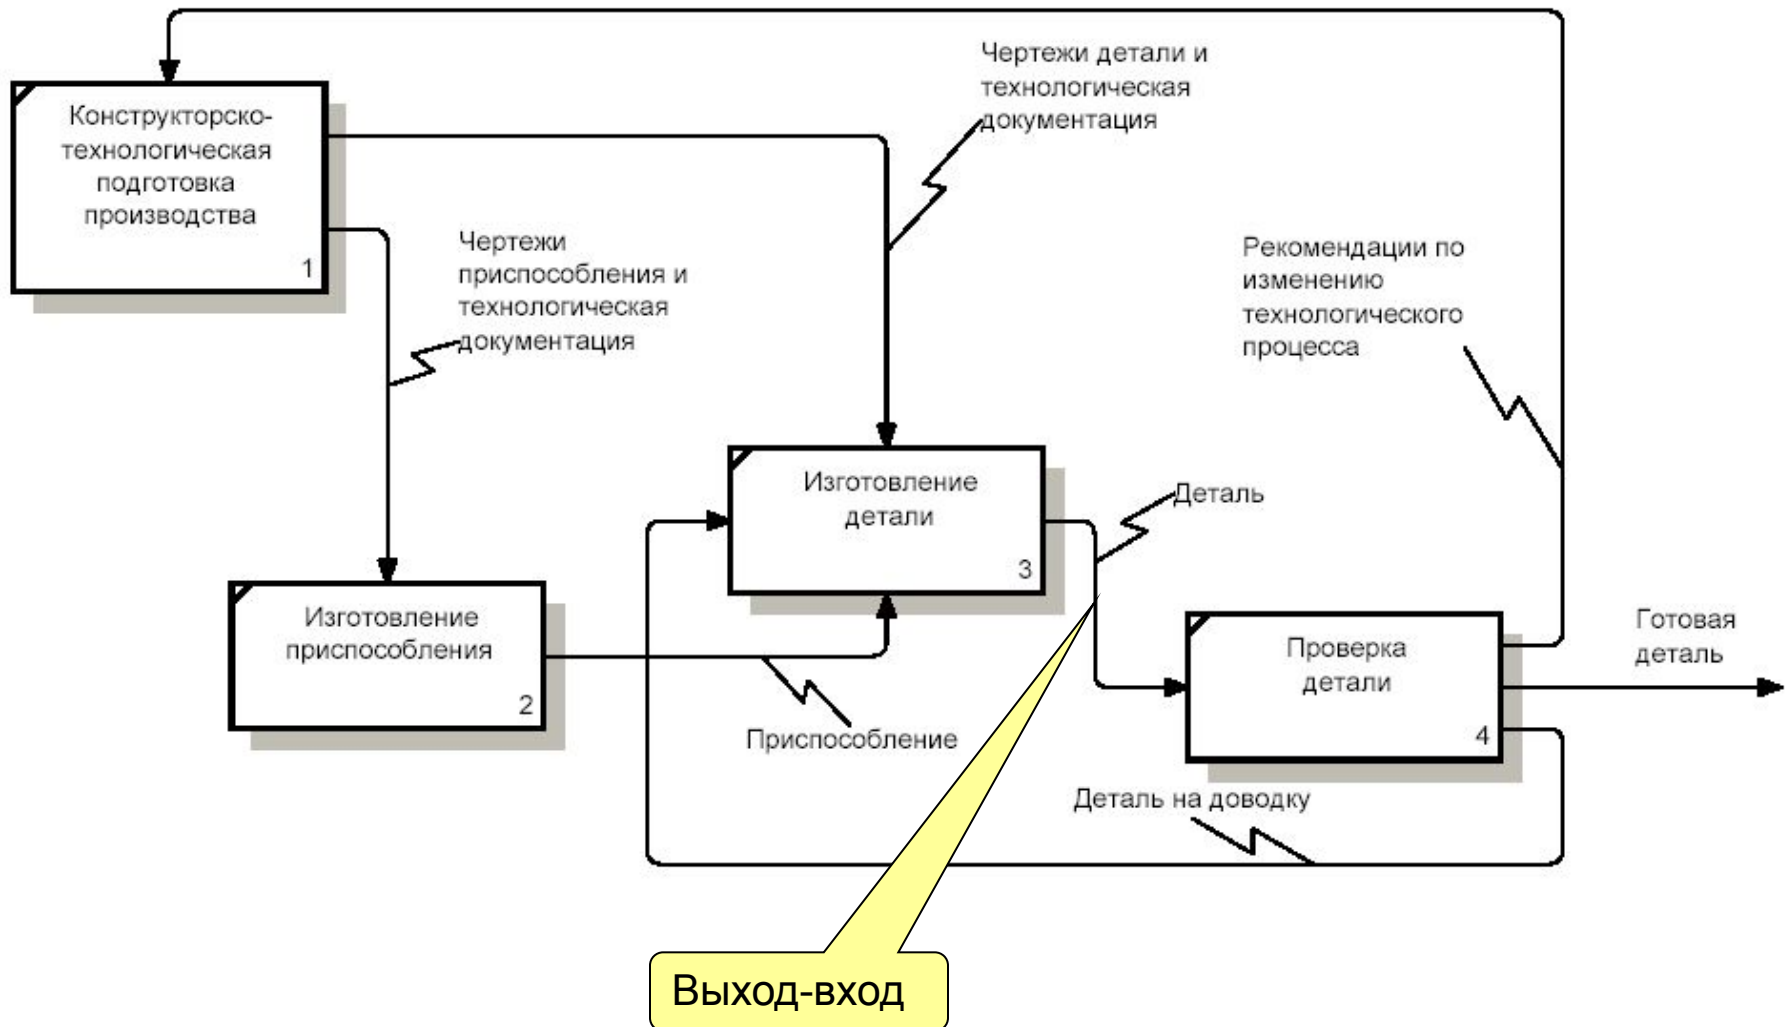 Конструкторско-
технологическая
подготовка
производства
1
Чертежи детали и
технологическая
документация
Чертежи
приспособления и
технологическая
документация
Рекомендации по
изменению
технологического
процесса
Изготовление
детали
3
Деталь
Изготовление
приспособления
2
Приспособление
Проверка
детали
4
Готовая
деталь
Деталь на доводку
Выход-вход